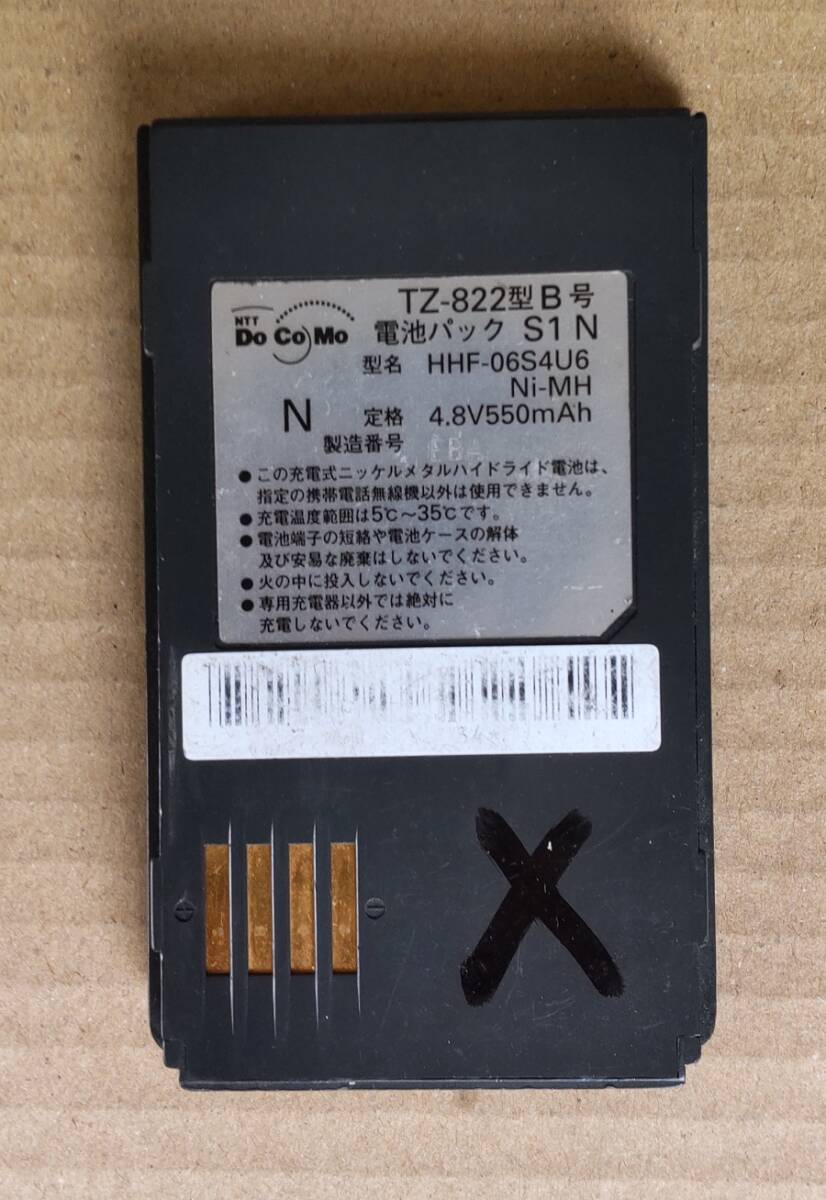 TZ-822型B号
NTT
DoCoMo
電池パック S1 N
型名 HHF-06S4U6
Ni-MH
N 定格 4.8V550mAh
製造番号
●この充電式ニッケルメタルハイドライド電池は、
指定の携帯電話無線機以外は使用できません。
●充電温度範囲は5℃〜35℃です。
●電池端子の短絡や電池ケースの解体
及び安易な廃棄はしないでください。
●火の中に投入しないでください。
●専用充電器以外では絶対に
充電しないでください。
⊕ ⊖
X